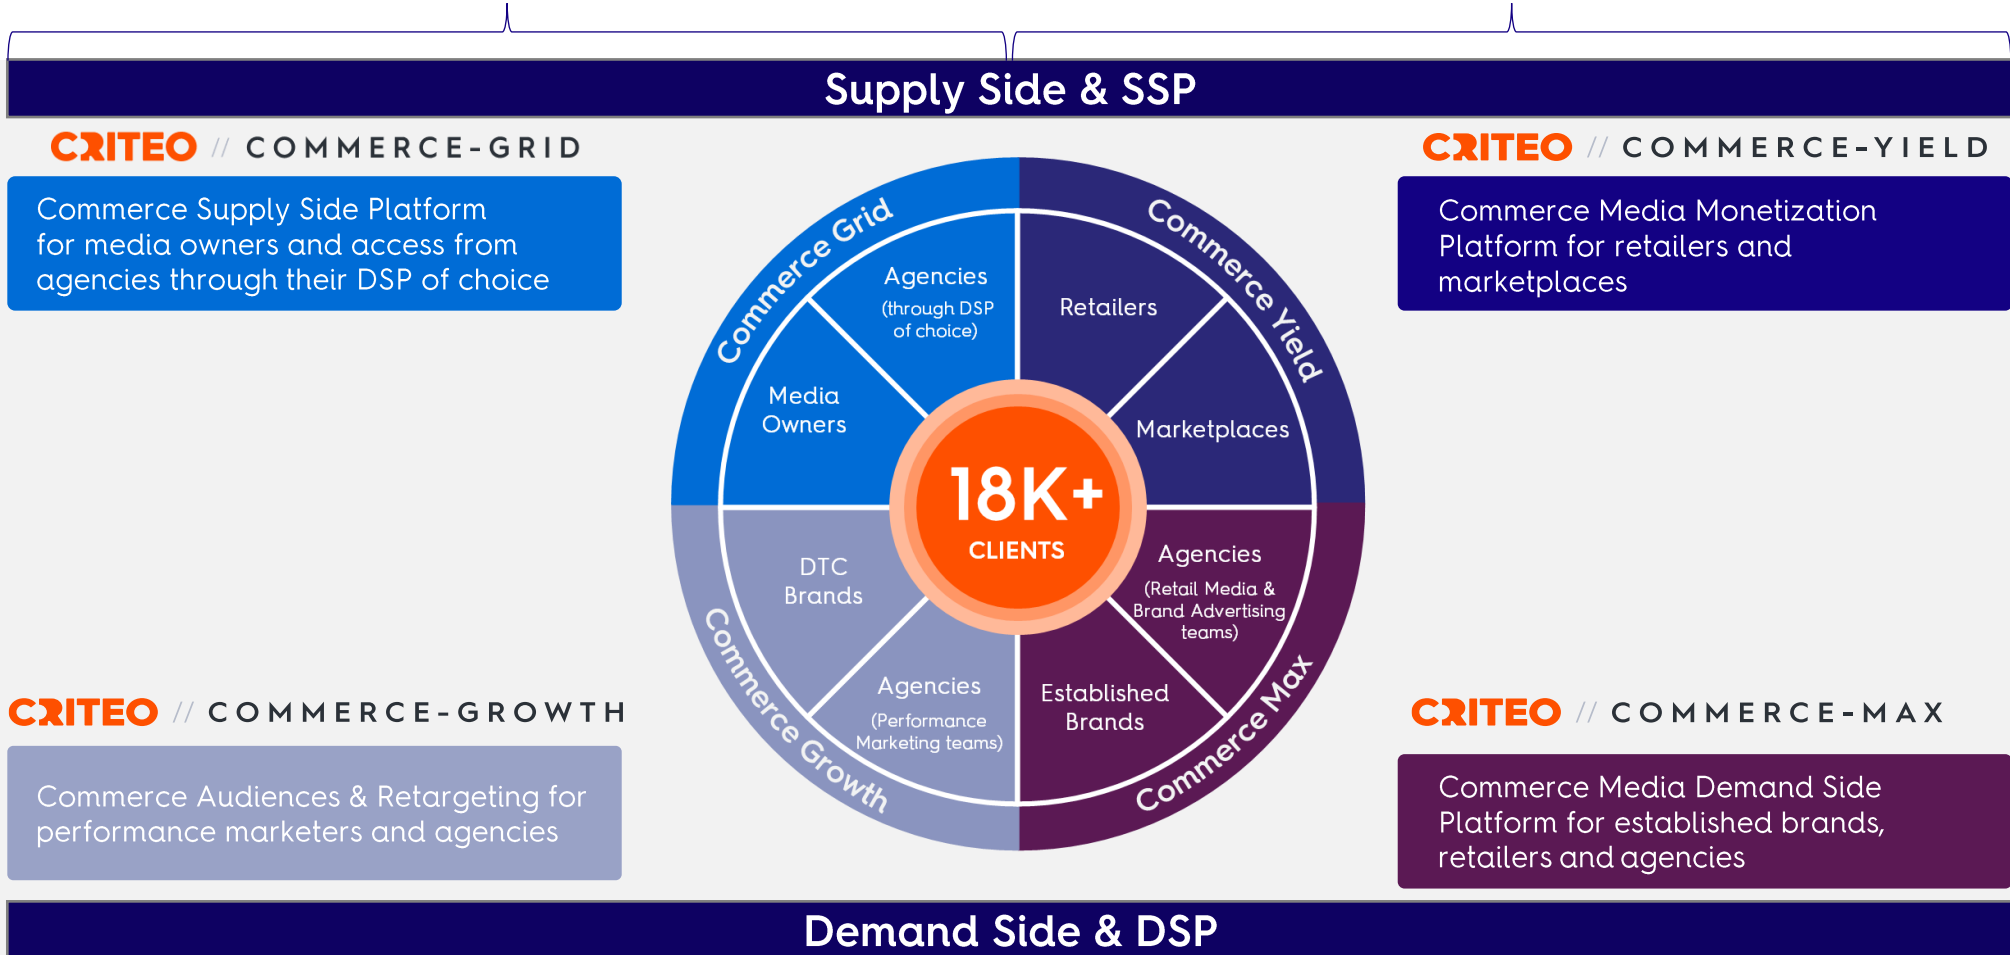 Supply Side & SSP
CRITEO // COMMERCE-GRID
Commerce Supply Side Platform
for media owners and access from
agencies through their DSP of choice
CRITEO // COMMERCE-YIELD
Commerce Media Monetization
Platform for retailers and
marketplaces
Commerce Grid
Commerce Yield
Agencies
(through DSP
of choice)
Retailers
Media
Owners
Marketplaces
18K+
CLIENTS
DTC
Brands
Agencies
(Retail Media &
Brand Advertising
teams)
Agencies
(Performance
Marketing teams)
Established
Brands
Commerce Growth
Commerce Max
CRITEO // COMMERCE-GROWTH
Commerce Audiences & Retargeting for
performance marketers and agencies
CRITEO // COMMERCE-MAX
Commerce Media Demand Side
Platform for established brands,
retailers and agencies
Demand Side & DSP